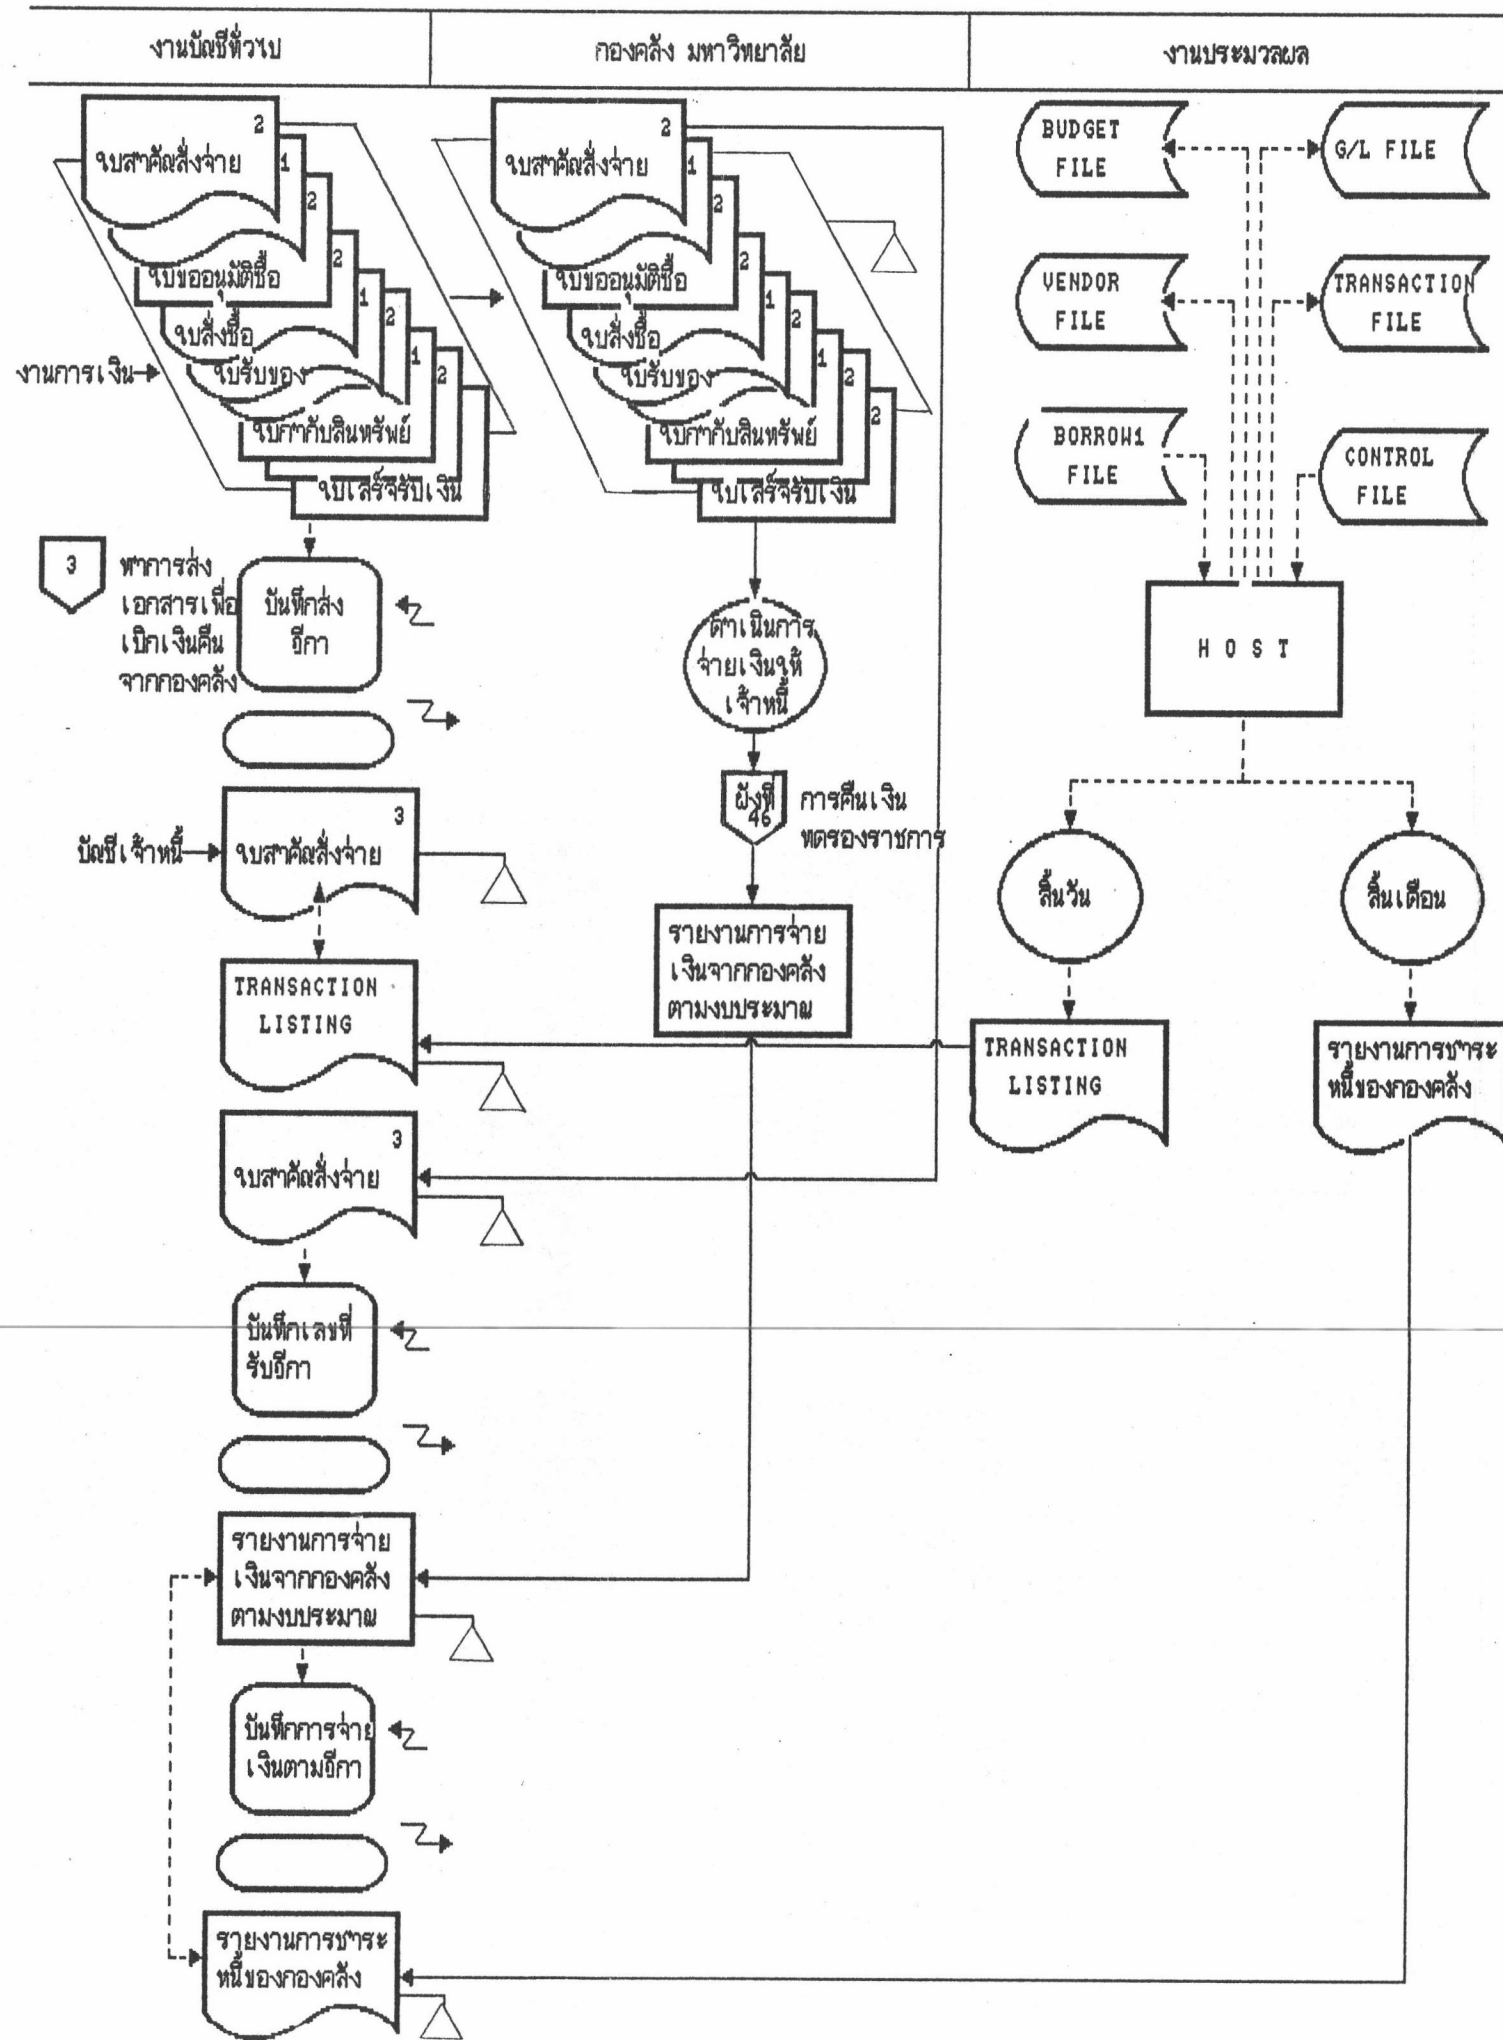 งานบัญชีทั่วไป
กองคลัง มหาวิทยาลัย
งานประมวลผล
2
ใบสำคัญสั่งจ่าย
1
2
ใบขออนุมัติซื้อ
2
ใบสั่งซื้อ
1
ใบรับของ
2
1
ใบกำกับสินทรัพย์
2
ใบเสร็จรับเงิน
งานการเงิน
3
ทำการส่ง
เอกสารเพื่อ
เบิกเงินคืน
จากกองคลัง
บันทึกส่ง
ฎีกา
บัญชีเจ้าหนี้
3
ใบสำคัญสั่งจ่าย
TRANSACTION
LISTING
3
ใบสำคัญสั่งจ่าย
บันทึกเลขที่
รับฎีกา
รายงานการจ่าย
เงินจากกองคลัง
ตามงบประมาณ
บันทึกการจ่าย
เงินตามฎีกา
รายงานการชำระ
หนี้ของกองคลัง
2
ใบสำคัญสั่งจ่าย
1
2
ใบขออนุมัติซื้อ
2
ใบสั่งซื้อ
1
ใบรับของ
2
1
ใบกำกับสินทรัพย์
2
2
ใบเสร็จรับเงิน
ดำเนินการ
จ่ายเงินให้
เจ้าหนี้
ผังที่
46
การคืนเงิน
ทดรองราชการ
รายงานการจ่าย
เงินจากกองคลัง
ตามงบประมาณ
BUDGET
FILE
G/L FILE
VENDOR
FILE
TRANSACTION
FILE
BORROW1
FILE
CONTROL
FILE
H O S T
สิ้นวัน
สิ้นเดือน
TRANSACTION
LISTING
รายงานการชำระ
หนี้ของกองคลัง